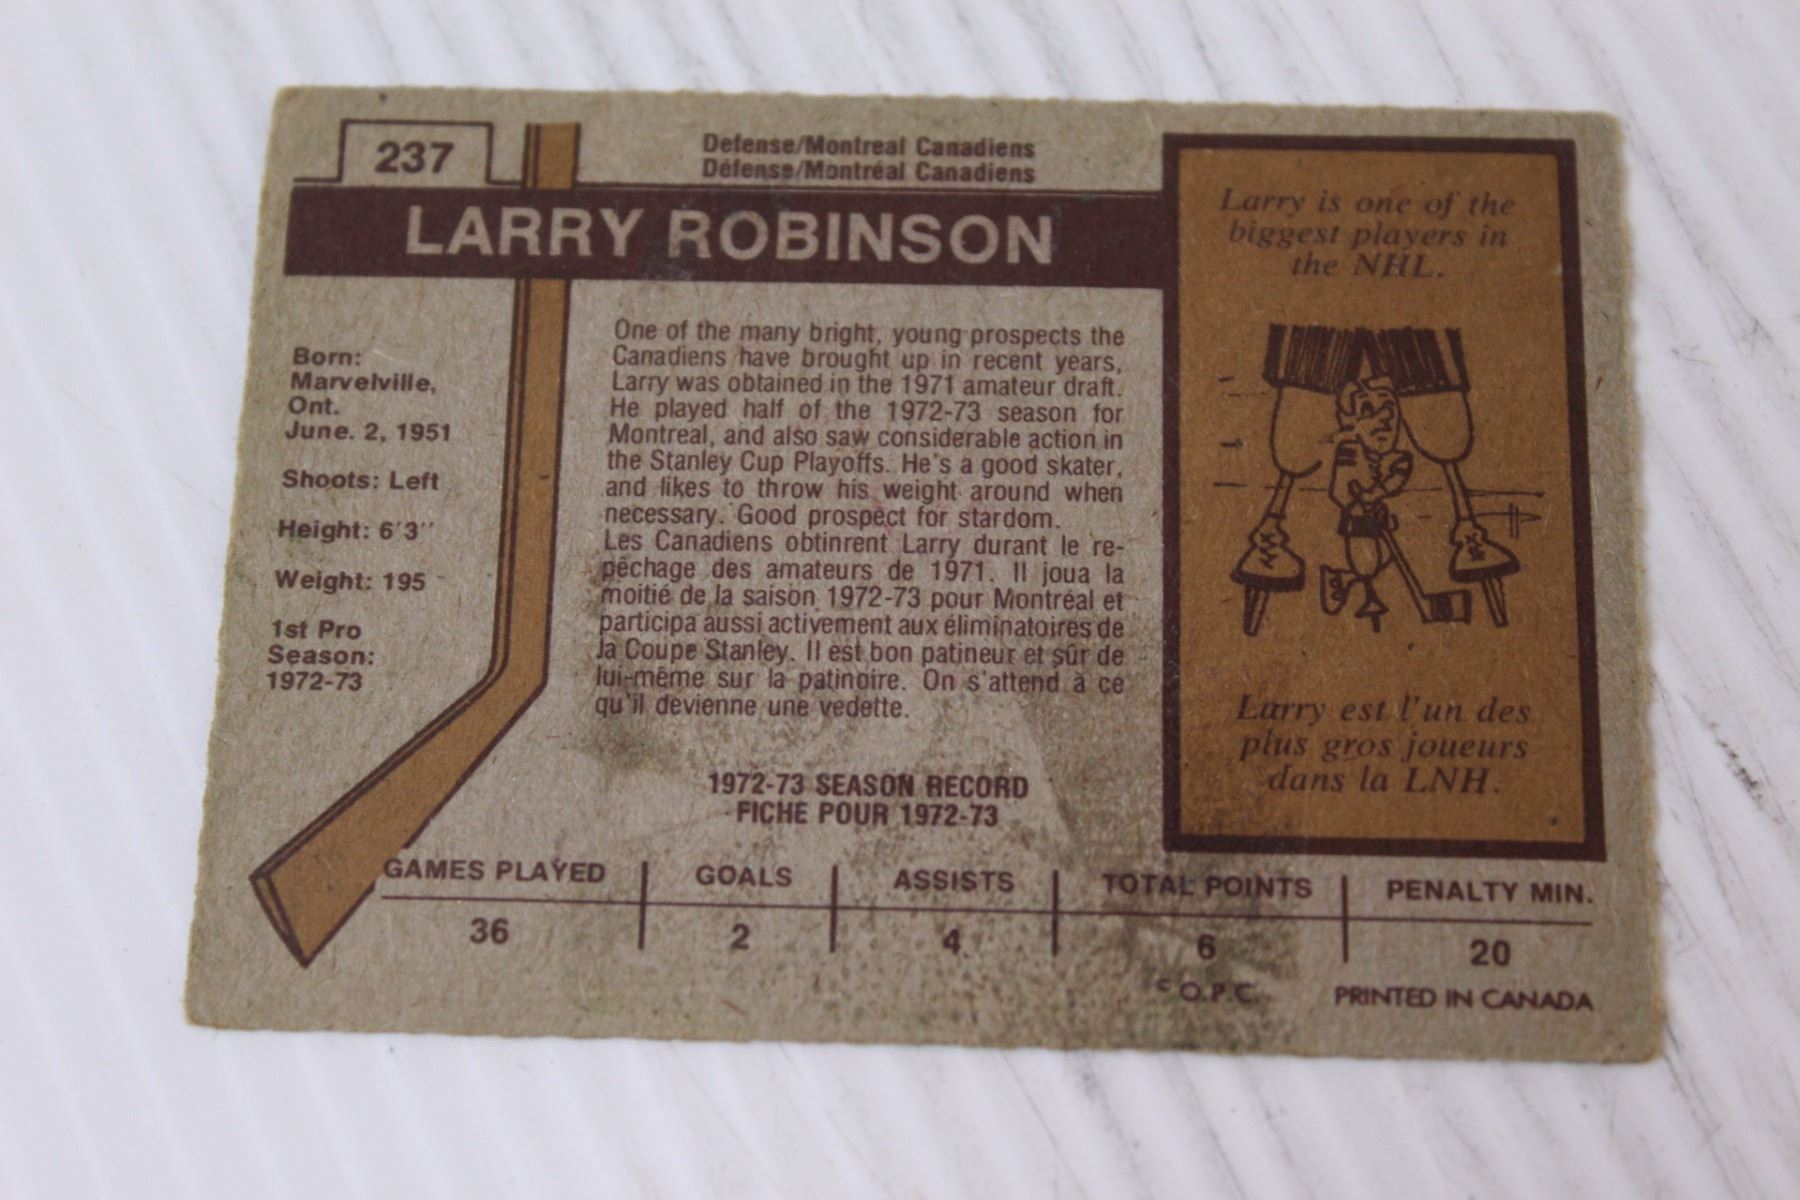 237
Defense/Montreal Canadiens
Défense/Montréal Canadiens
LARRY ROBINSON
Born:
Marvelville,
Ont.
June. 2, 1951
Shoots: Left
Height: 6'3''
Weight: 195
1st Pro
Season:
1972-73
One of the many bright, young prospects the
Canadiens have brought up in recent years,
Larry was obtained in the 1971 amateur draft.
He played half of the 1972-73 season for
Montreal, and also saw considerable action in
the Stanley Cup Playoffs. He's a good skater,
and likes to throw his weight around when
necessary. Good prospect for stardom.
Les Canadiens obtinrent Larry durant le re-
pêchage des amateurs de 1971. Il joua la
moitié de la saison 1972-73 pour Montréal et
participa aussi activement aux éliminatoires de
la Coupe Stanley. Il est bon patineur et sûr de
lui-même sur la patinoire. On s'attend à ce
qu'il devienne une vedette.
Larry is one of the
biggest players in
the NHL.
Larry est l'un des
plus gros joueurs
dans la LNH.
1972-73 SEASON RECORD
FICHE POUR 1972-73
GAMES PLAYED GOALS ASSISTS TOTAL POINTS PENALTY MIN.
36 2 4 6 20
© O.P.C. PRINTED IN CANADA